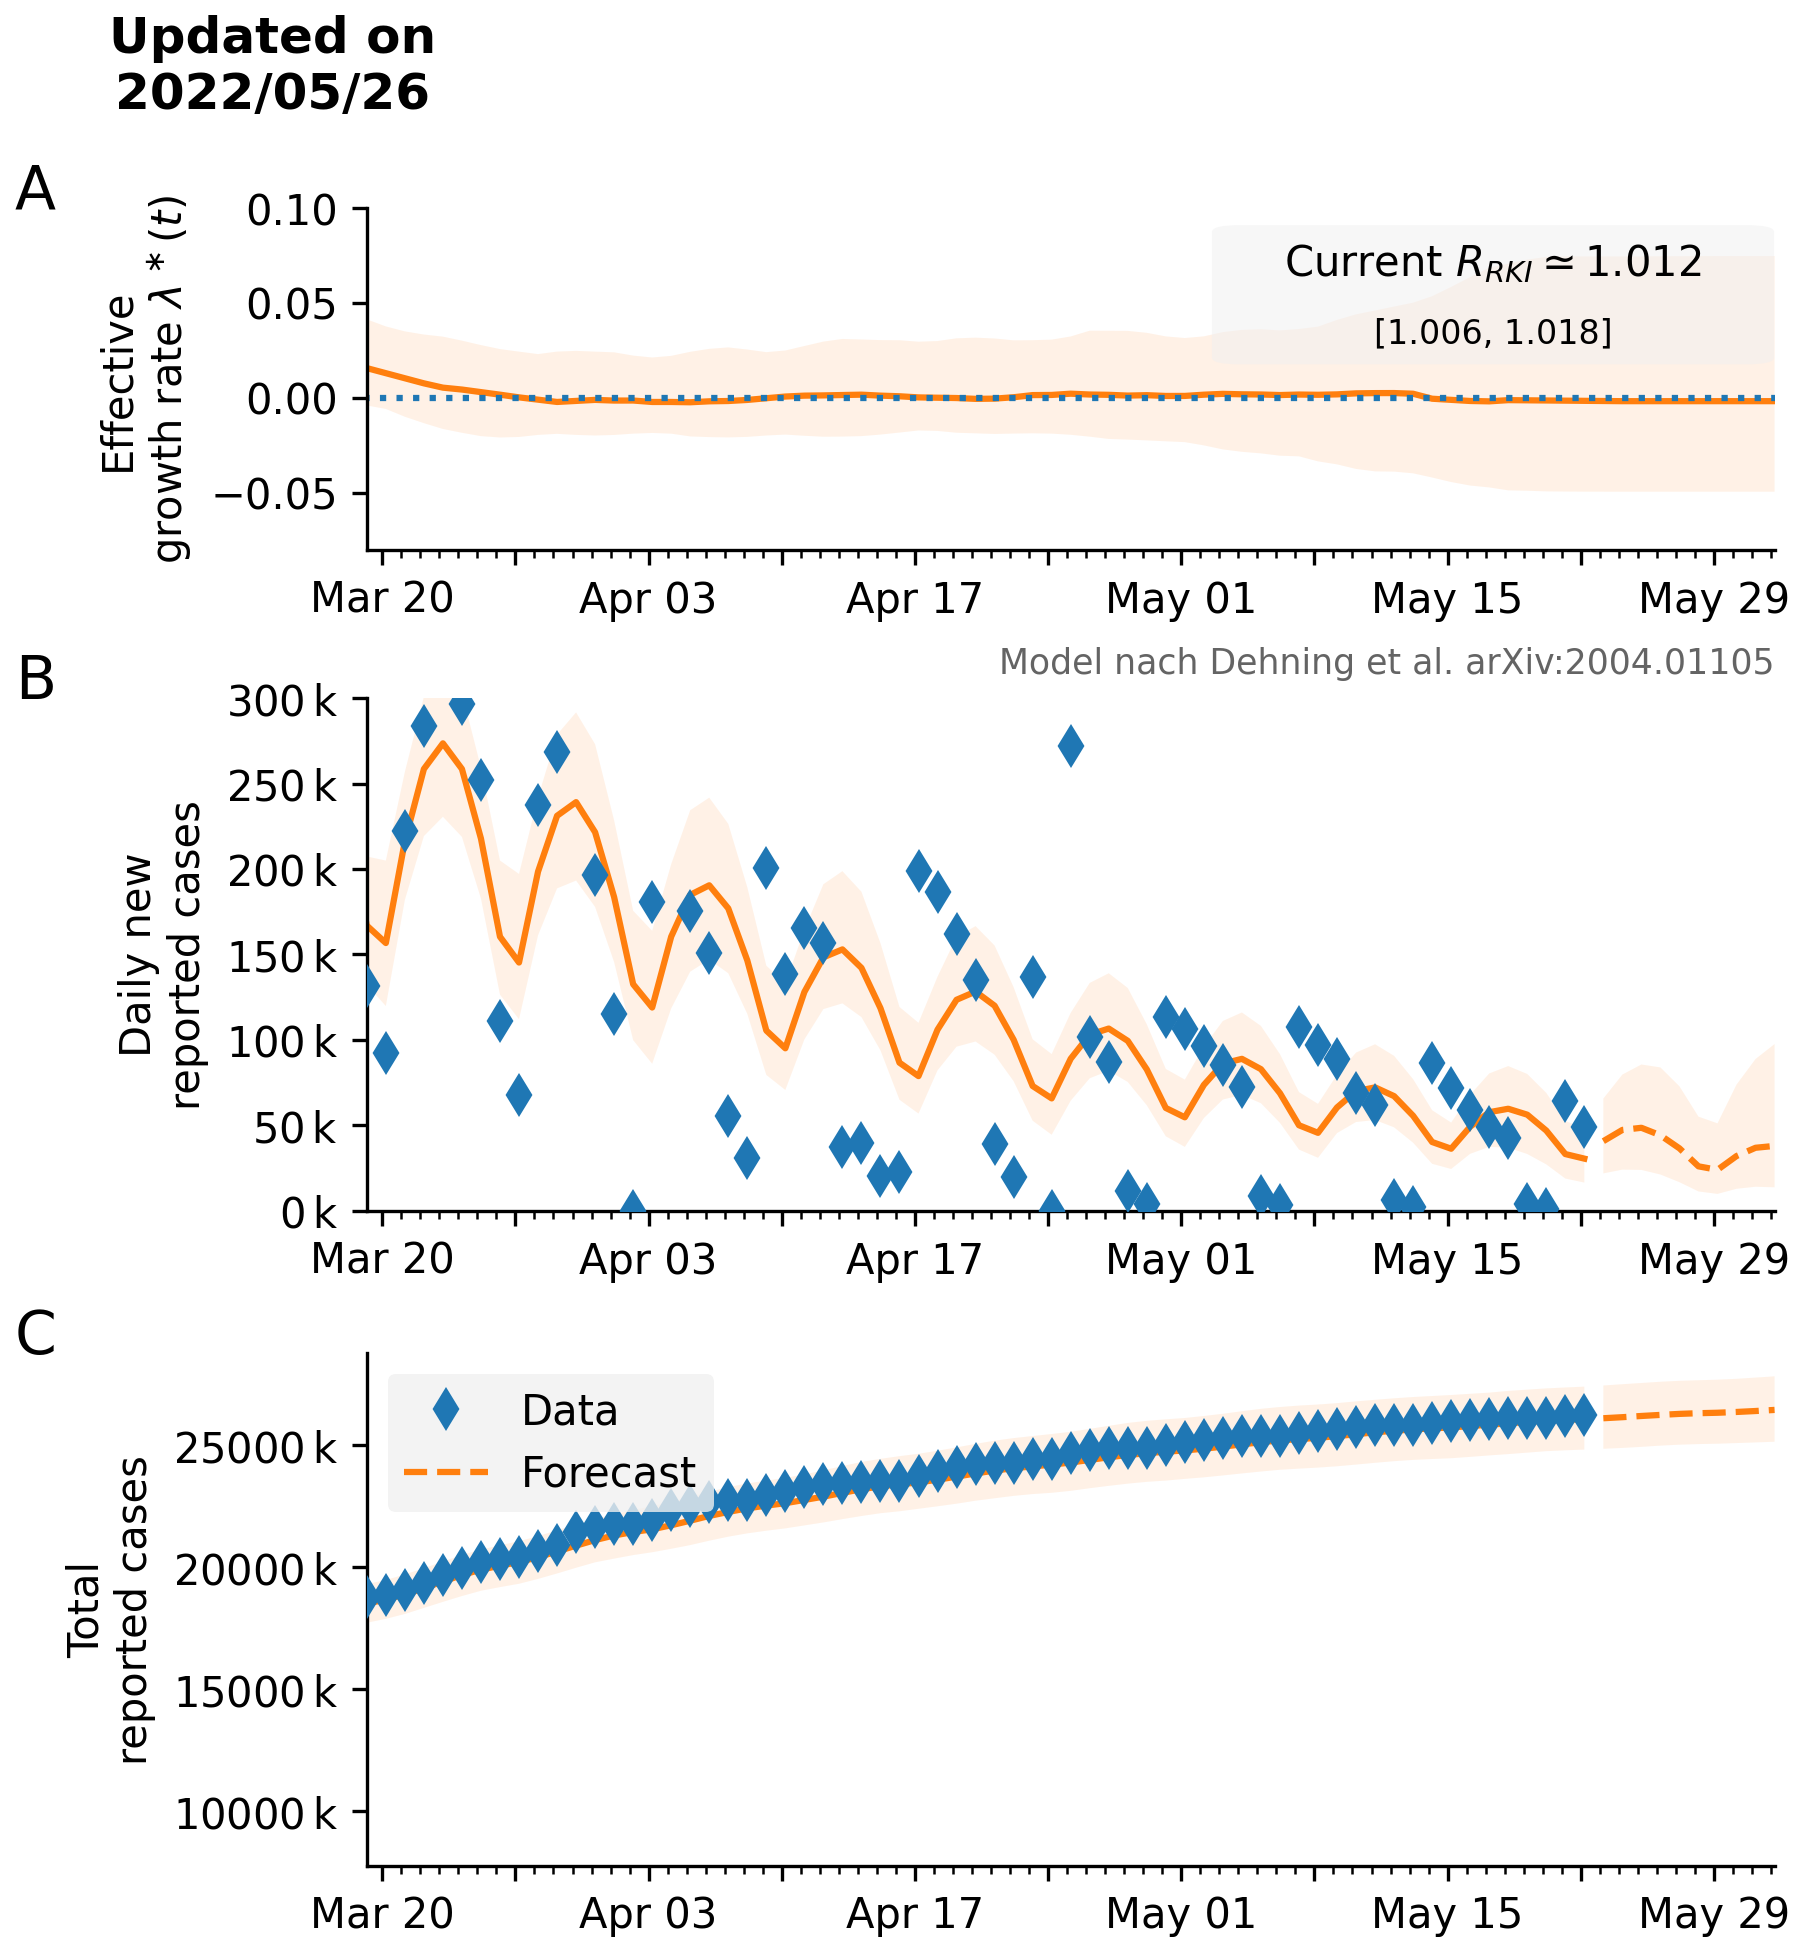 Updated on
2022/05/26
A
Effective
growth rate λ * (t)
0.10
0.05
0.00
−0.05
Current R_RKI ≃ 1.012
[1.006, 1.018]
Mar 20
Apr 03
Apr 17
May 01
May 15
May 29
Model nach Dehning et al. arXiv:2004.01105
B
Daily new
reported cases
300 k
250 k
200 k
150 k
100 k
50 k
0 k
Mar 20
Apr 03
Apr 17
May 01
May 15
May 29
C
Total
reported cases
25000 k
20000 k
15000 k
10000 k
Data
Forecast
Mar 20
Apr 03
Apr 17
May 01
May 15
May 29